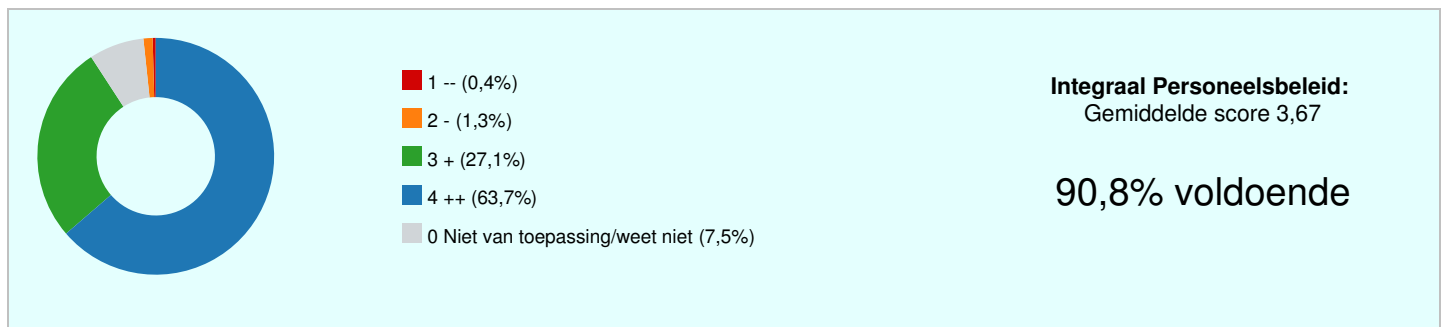 1 -- (0,4%)
2 - (1,3%)
3 + (27,1%)
4 ++ (63,7%)
0 Niet van toepassing/weet niet (7,5%)
Integraal Personeelsbeleid:
Gemiddelde score 3,67
90,8% voldoende